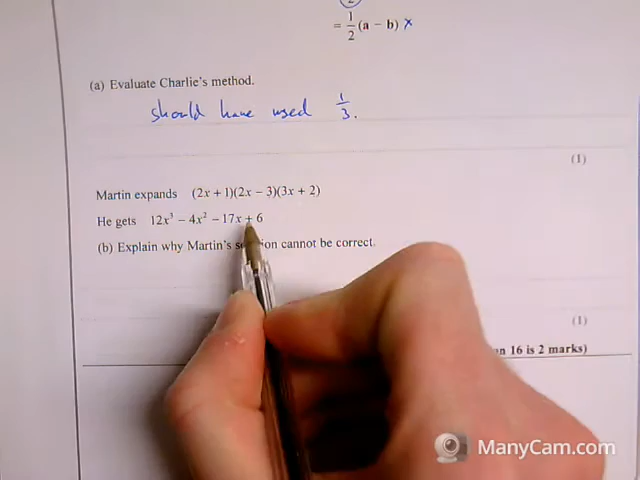 = 1/2 (a − b) ×
(a) Evaluate Charlie's method.
should have used 1/3.
(1)
Martin expands (2x + 1)(2x − 3)(3x + 2)
He gets 12x³ − 4x² − 17x + 6
(b) Explain why Martin's cannot be correct.
(1)
16 is 2 marks)
ManyCam.com